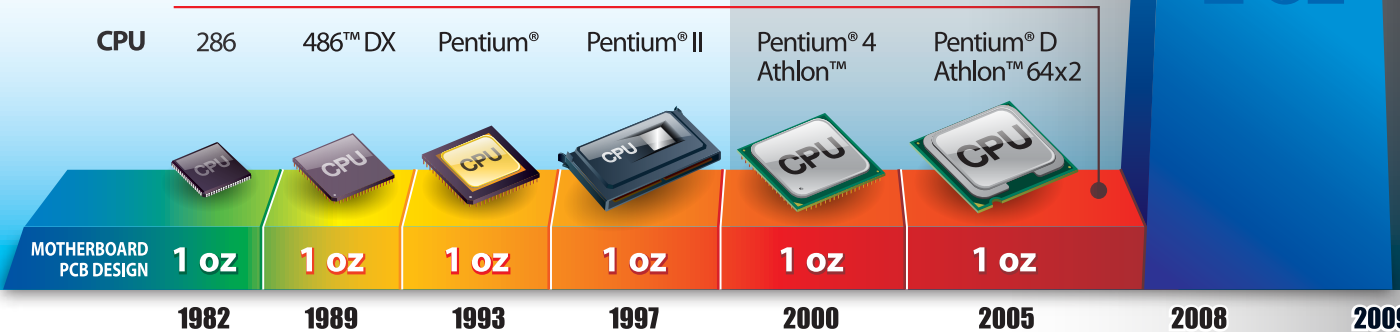 CPU 286 486™ DX Pentium® Pentium® II Pentium® 4 Pentium® D
Athlon™ Athlon™ 64x2
CPU CPU CPU CPU CPU CPU
MOTHERBOARD
PCB DESIGN
1 oz 1 oz 1 oz 1 oz 1 oz 1 oz
1982 1989 1993 1997 2000 2005 2008